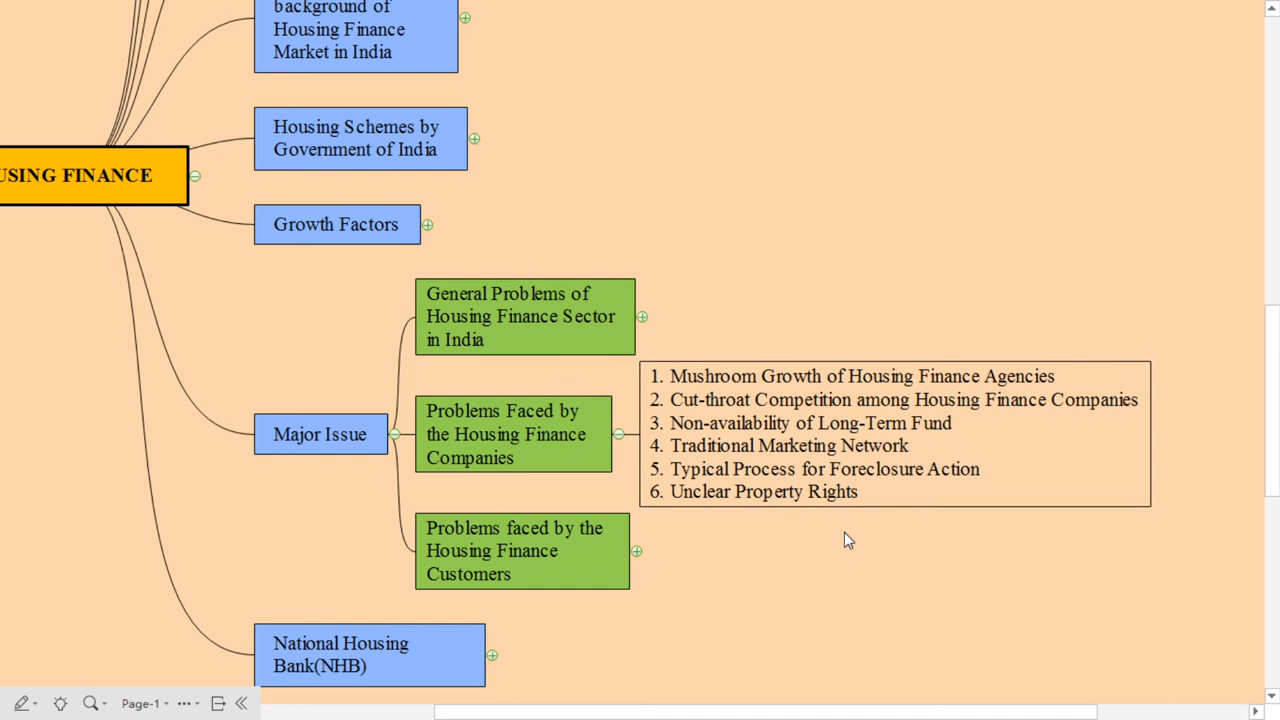 background of
Housing Finance
Market in India
Housing Schemes by
Government of India
USING FINANCE
Growth Factors
General Problems of
Housing Finance Sector
in India
Major Issue
Problems Faced by
the Housing Finance
Companies
1. Mushroom Growth of Housing Finance Agencies
2. Cut-throat Competition among Housing Finance Companies
3. Non-availability of Long-Term Fund
4. Traditional Marketing Network
5. Typical Process for Foreclosure Action
6. Unclear Property Rights
Problems faced by the
Housing Finance
Customers
National Housing
Bank(NHB)
Page-1